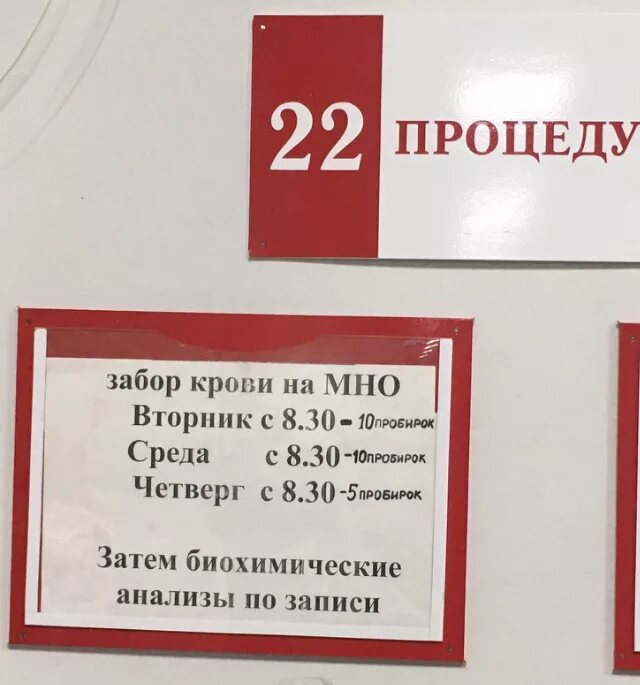 22 ПРОЦЕДУ
забор крови на МНО
Вторник с 8.30 - 10ПРОБИРОК
Среда с 8.30 -10ПРОБИРОК
Четверг с 8.30 -5ПРОБИРОК
Затем биохимические
анализы по записи